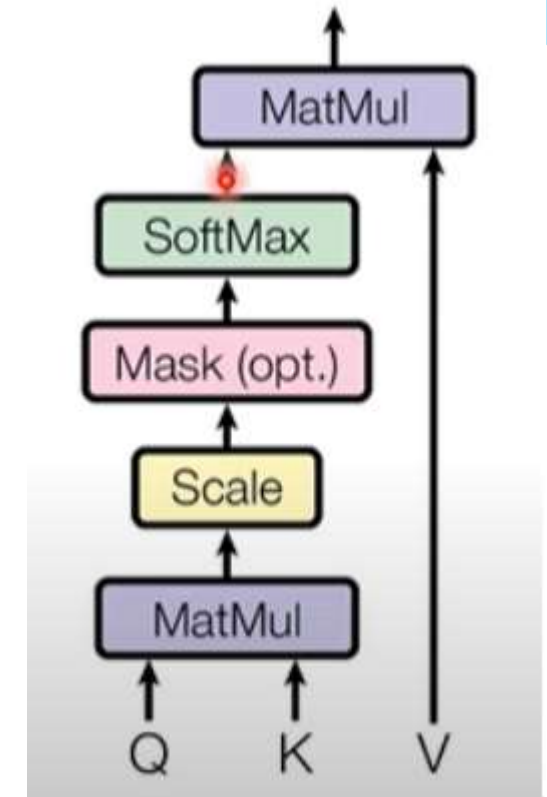 MatMul
SoftMax
Mask (opt.)
Scale
MatMul
Q K V